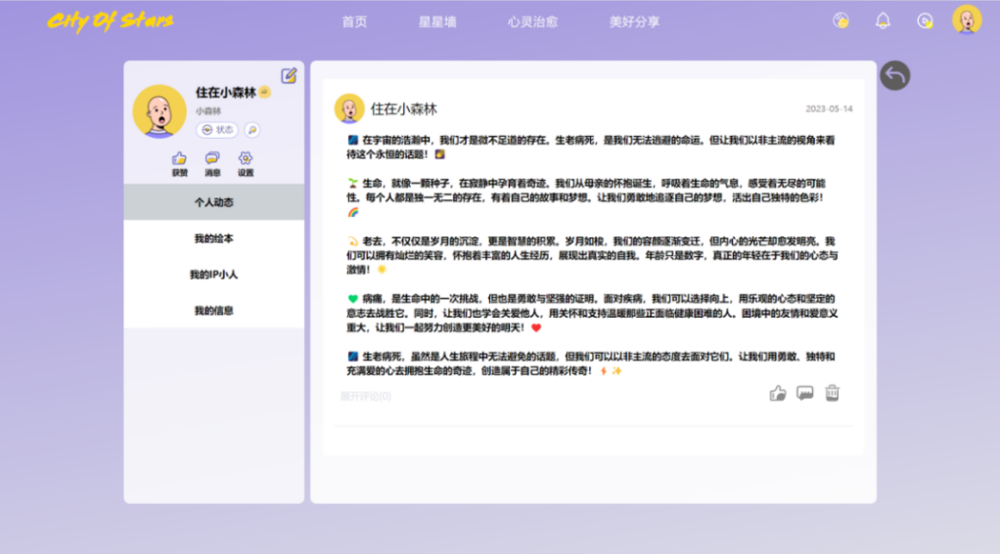 City Of Stars
首页
星星墙
心灵治愈
美好分享
住在小森林
小森林
状态
获赞
消息
设置
个人动态
我的绘本
我的IP小人
我的信息
住在小森林
2023-05-14
🌌 在宇宙的浩瀚中，我们才是微不足道的存在。生老病死，是我们无法逃避的命运。但让我们以非主流的视角来看
待这个永恒的话题！🌠
🌱 生命，就像一颗种子，在寂静中孕育着奇迹。我们从母亲的怀抱诞生，呼吸着生命的气息，感受着无尽的可能
性。每个人都是独一无二的存在，有着自己的故事和梦想。让我们勇敢地追逐自己的梦想，活出自己独特的色彩！
🌈
💫 老去，不仅仅是岁月的沉淀，更是智慧的积累。岁月如梭，我们的容颜逐渐变迁，但内心的光芒却愈发明亮。我
们可以拥有灿烂的笑容，怀抱着丰富的人生经历，展现出真实的自我。年龄只是数字，真正的年轻在于我们的心态与
激情！☀️
💚 病痛，是生命中的一次挑战，但也是勇敢与坚强的证明。面对疾病，我们可以选择向上，用乐观的心态和坚定的
意志去战胜它。同时，让我们也学会关爱他人，用关怀和支持温暖那些正面临健康困难的人。困境中的友情和爱意义
重大，让我们一起努力创造更美好的明天！❤️
🌌 生老病死，虽然是人生旅程中无法避免的话题，但我们可以以非主流的态度去面对它们。让我们用勇敢、独特和
充满爱的心去拥抱生命的奇迹，创造属于自己的精彩传奇！⚡✨
展开评论(0)